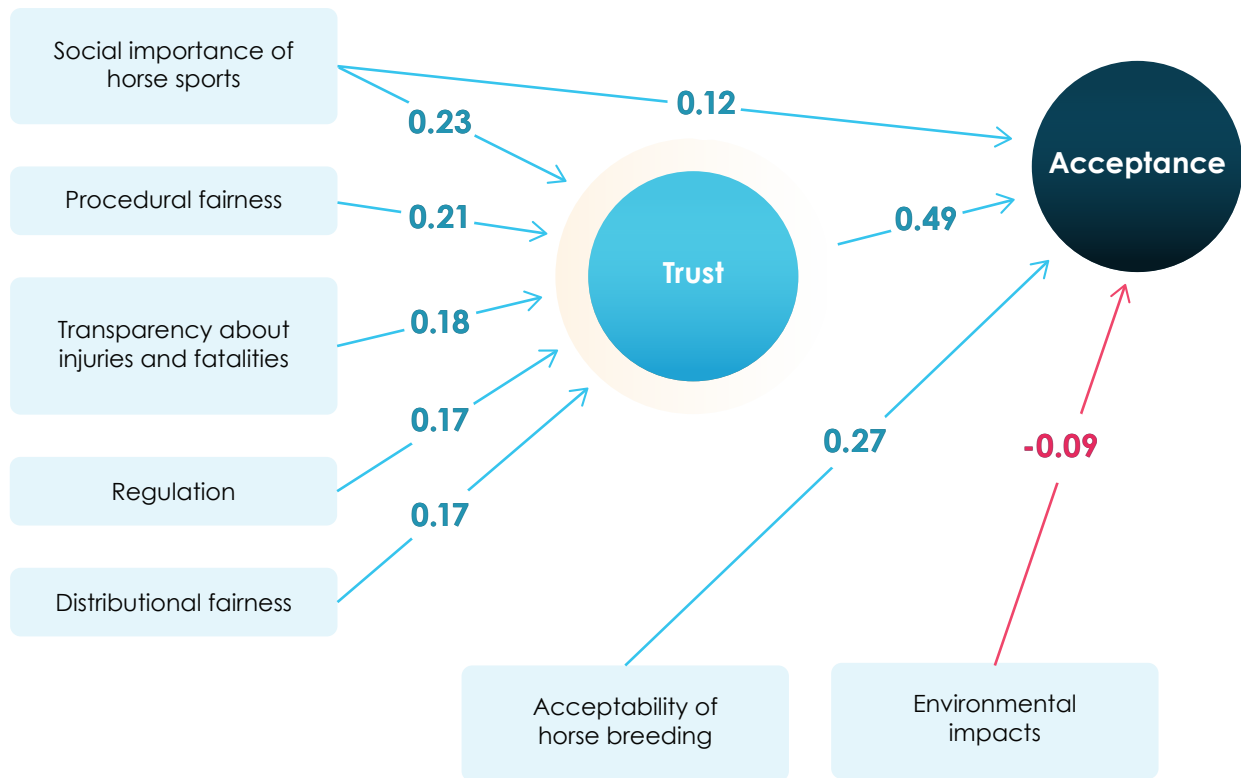 Social importance of
horse sports
0.12
0.23
Acceptance
Procedural fairness
0.21
0.49
Trust
Transparency about
injuries and fatalities
0.18
0.17
0.27
-0.09
Regulation
0.17
Distributional fairness
Acceptability of
horse breeding
Environmental
impacts